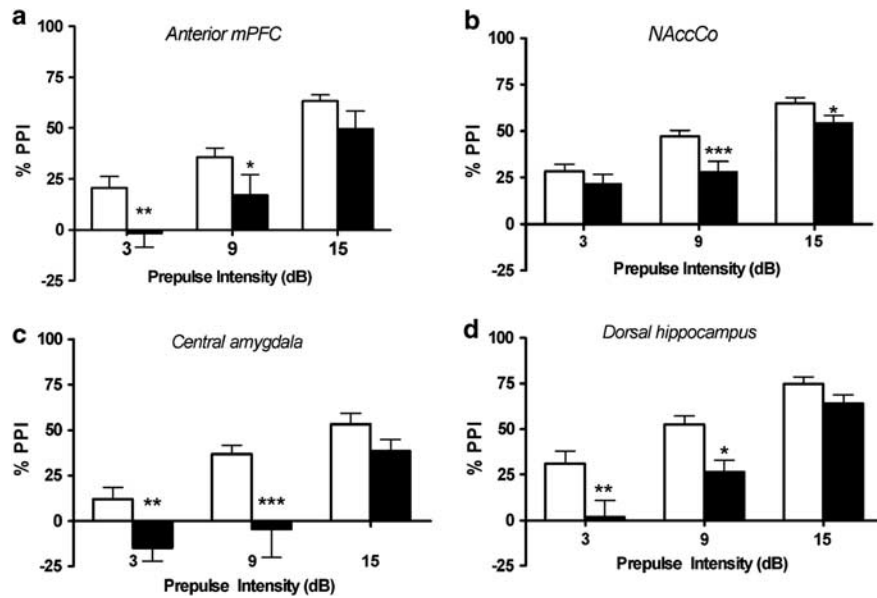 a
Anterior mPFC
100
75
50
25
0
-25
% PPI
**
*
3 9 15
Prepulse Intensity (dB)
b
NAccCo
100
75
50
25
0
-25
% PPI
***
*
3 9 15
Prepulse Intensity (dB)
c
Central amygdala
100
75
50
25
0
-25
% PPI
**
***
3 9 15
Prepulse Intensity (dB)
d
Dorsal hippocampus
100
75
50
25
0
-25
% PPI
**
*
3 9 15
Prepulse Intensity (dB)